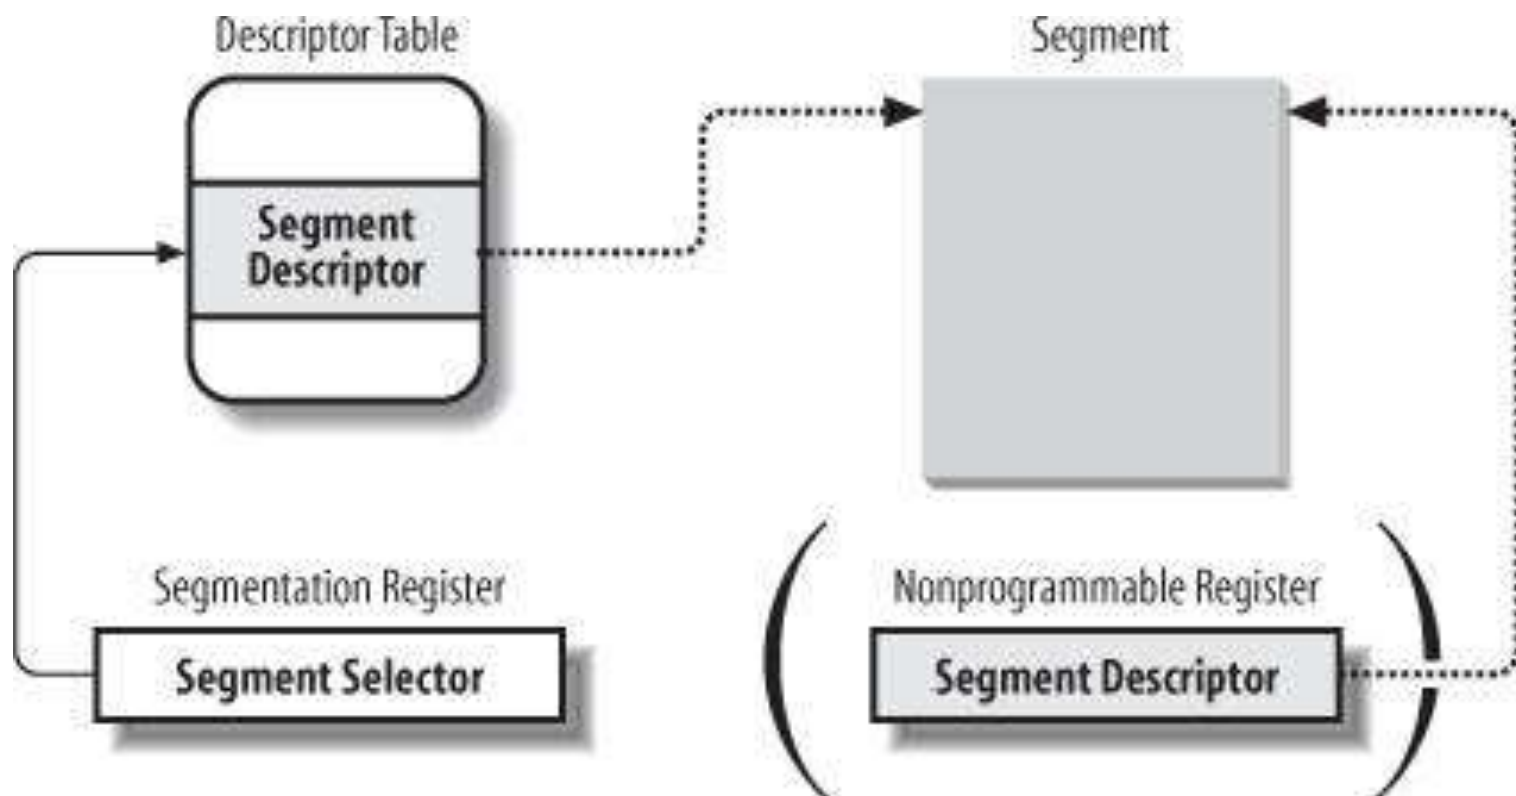 Descriptor Table
Segment
Segment
Descriptor
Segmentation Register
Nonprogrammable Register
Segment Selector
Segment Descriptor